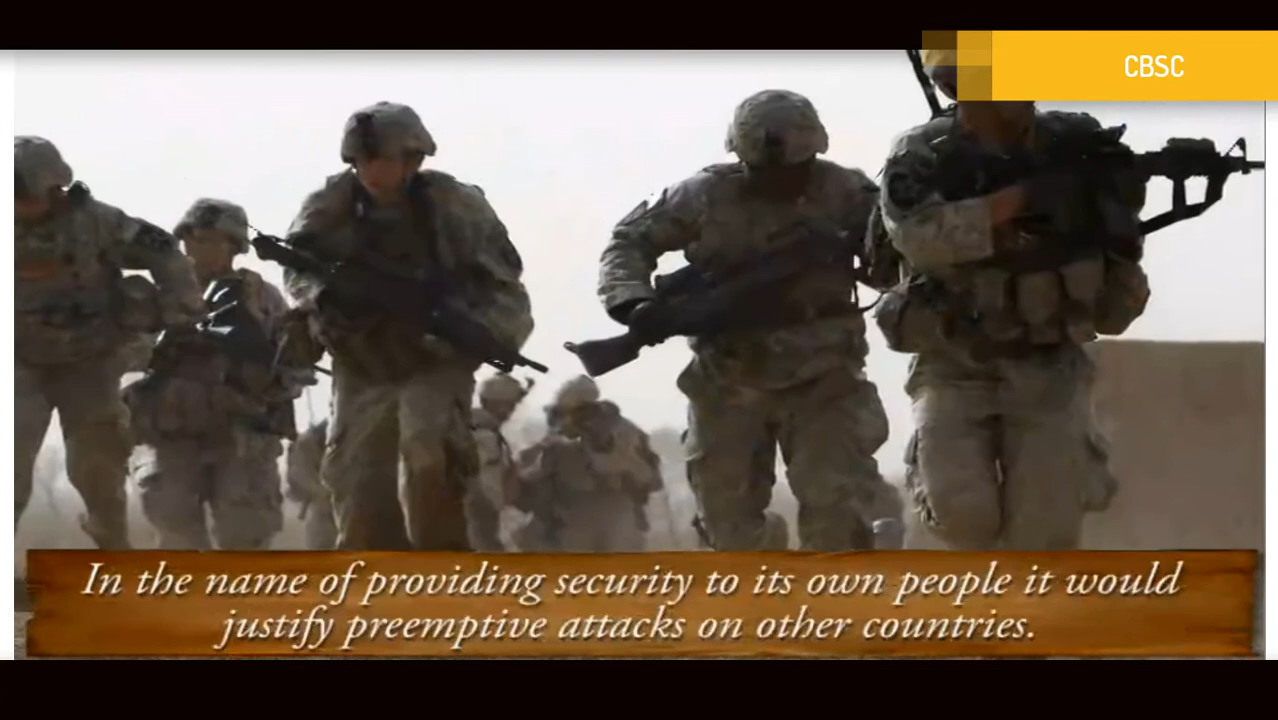 CBSC
In the name of providing security to its own people it would
justify preemptive attacks on other countries.